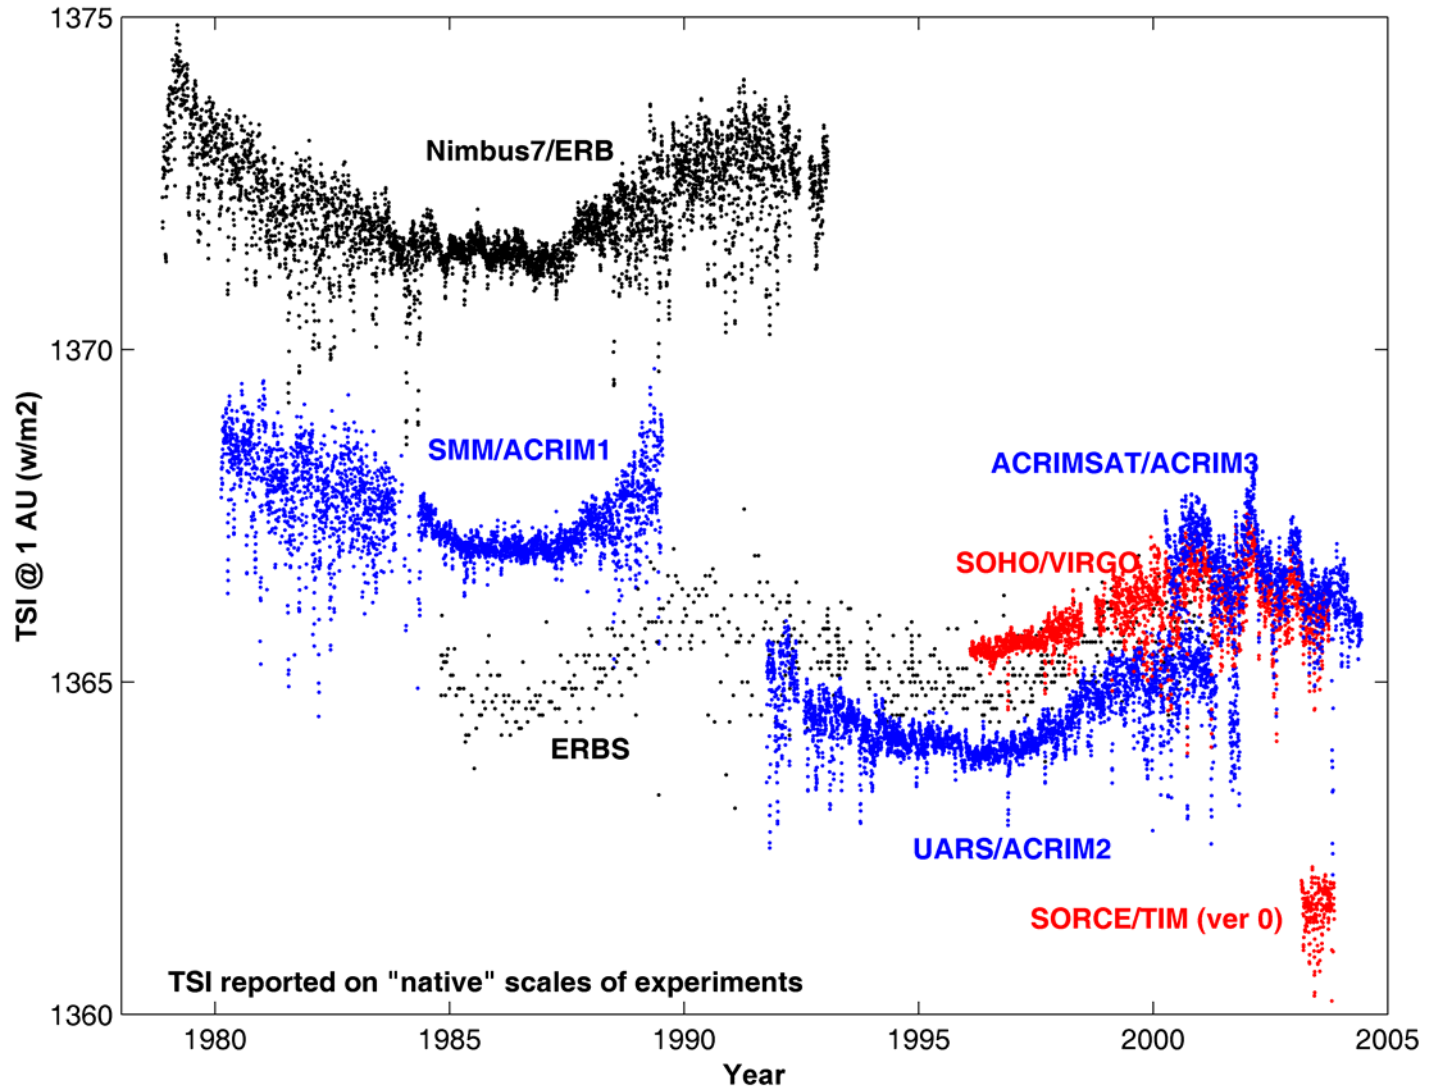 1375
Nimbus7/ERB
1370
SMM/ACRIM1
ACRIMSAT/ACRIM3
SOHO/VIRGO
TSI @ 1 AU (w/m2)
1365
ERBS
UARS/ACRIM2
SORCE/TIM (ver 0)
TSI reported on "native" scales of experiments
1360
1980 1985 1990 1995 2000 2005
Year